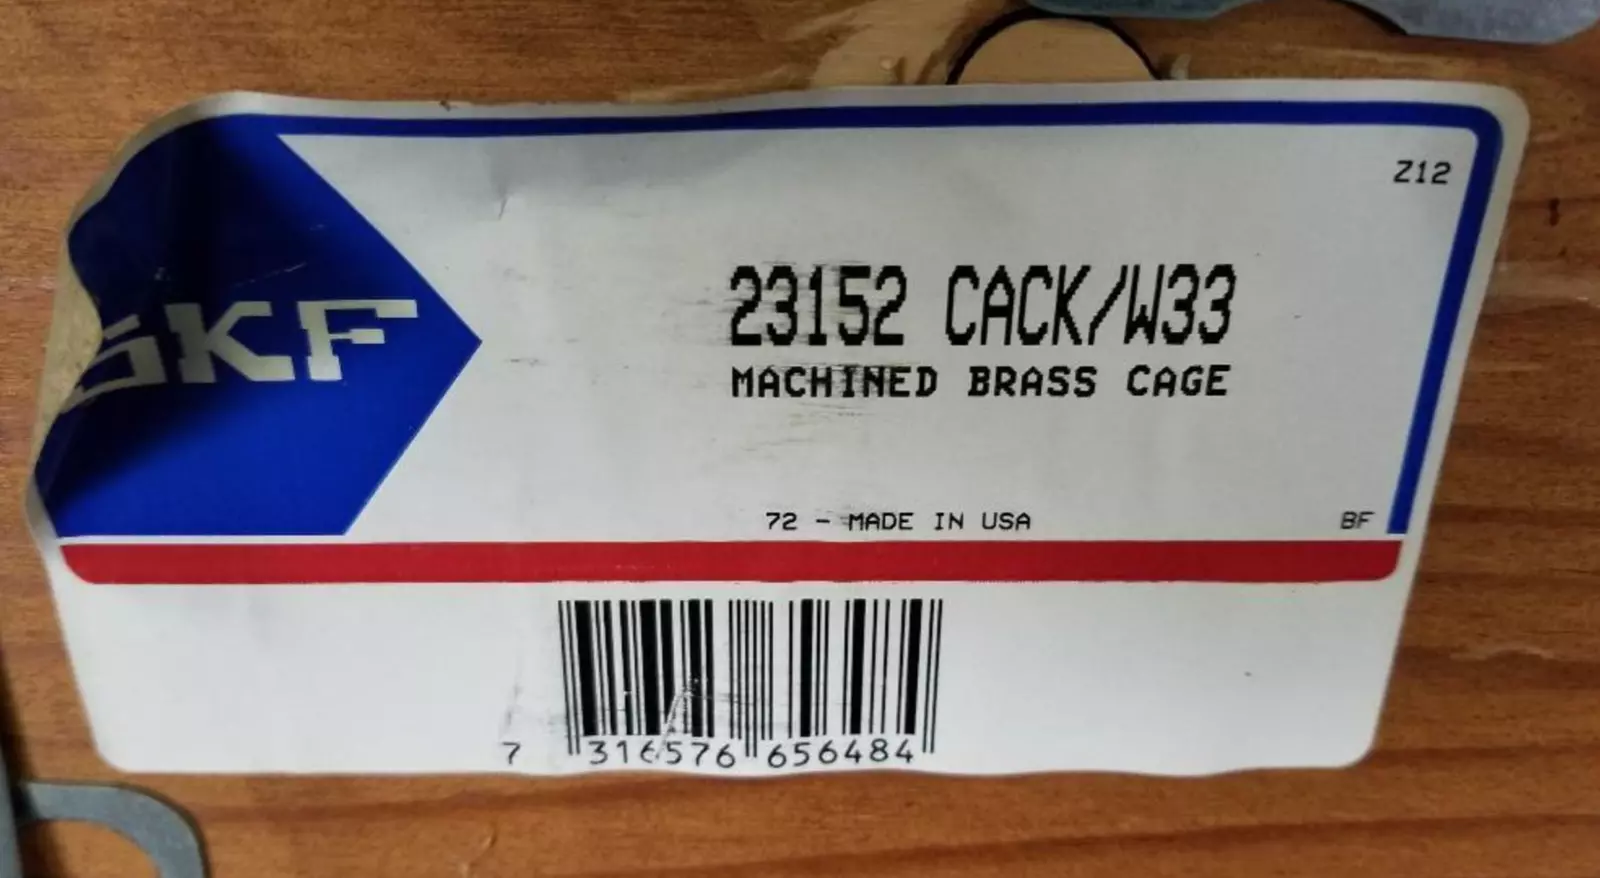 Z12
SKF
23152 CACK/W33
MACHINED BRASS CAGE
72 - MADE IN USA
BF
7 316576 656484